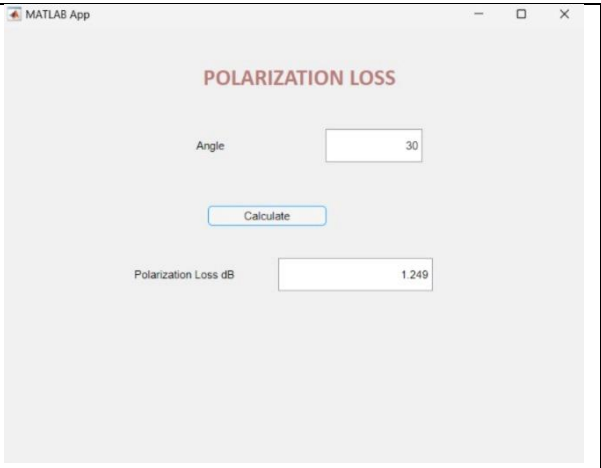 MATLAB App
POLARIZATION LOSS
Angle 30
Calculate
Polarization Loss dB 1.249